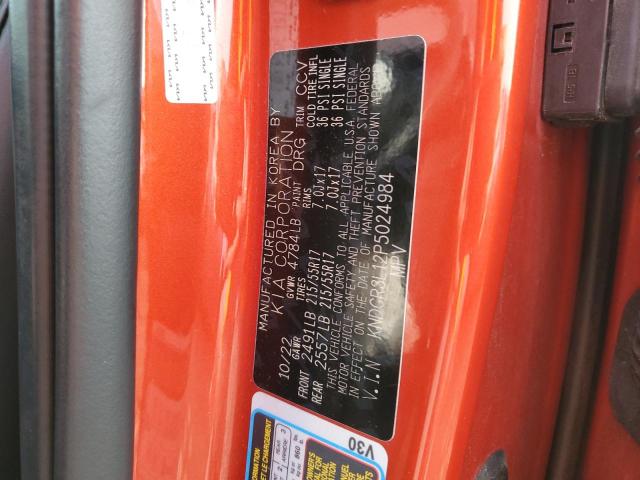 MANUFACTURED IN KOREA BY
KIA CORPORATION
10/22 GVWR 4784LB PAINT DRG TRIM CCV
GAWR TIRES RIMS COLD TIRE INFL
FRONT 2491LB 215/55R17 7.0Jx17 36 PSI SINGLE
REAR 2557LB 215/55R17 7.0Jx17 36 PSI SINGLE
THIS VEHICLE CONFORMS TO ALL APPLICABLE U.S.A FEDERAL
MOTOR VEHICLE SAFETY AND THEFT PREVENTION STANDARDS
IN EFFECT ON THE DATE OF MANUFACTURE SHOWN ABOVE
V.I.N KNDCR3L12P5024984
MPV
V30